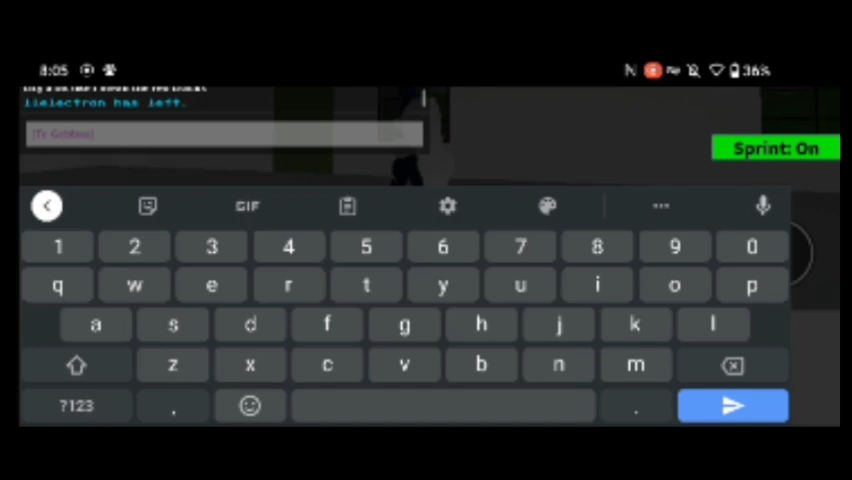 8:05 36%
lielectron has left.
Sprint: On
GIF
1 2 3 4 5 6 7 8 9 0
q w e r t y u i o p
a s d f g h j k l
z x c v b n m
?123 , .